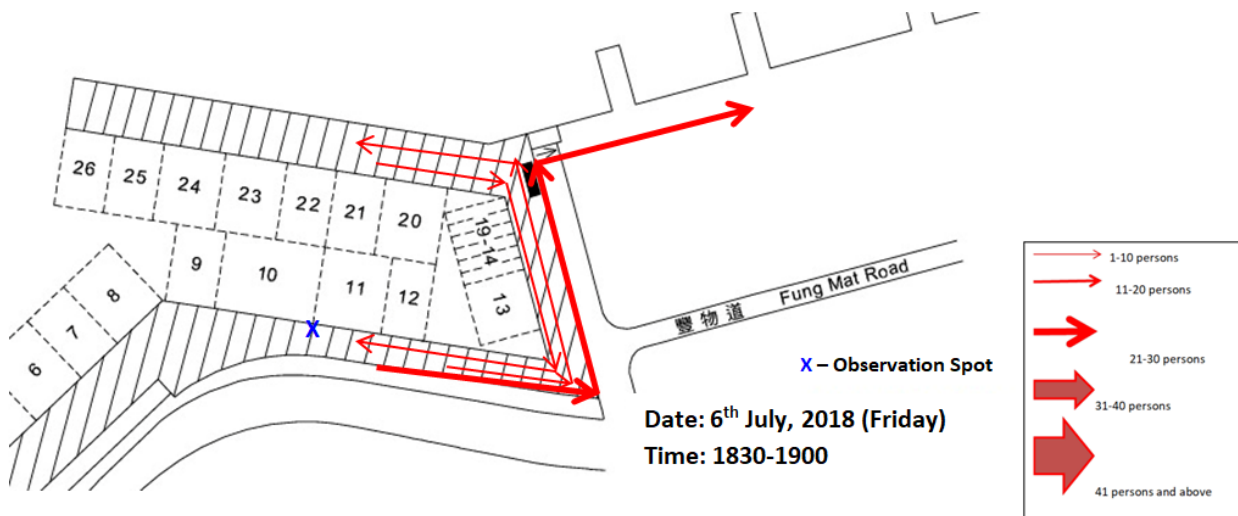 26
25
24
23
22
21
20
19-14
13
9
10
11
12
8
7
6
X
豐物道 Fung Mat Road
X – Observation Spot
Date: 6th July, 2018 (Friday)
Time: 1830-1900
1-10 persons
11-20 persons
21-30 persons
31-40 persons
41 persons and above